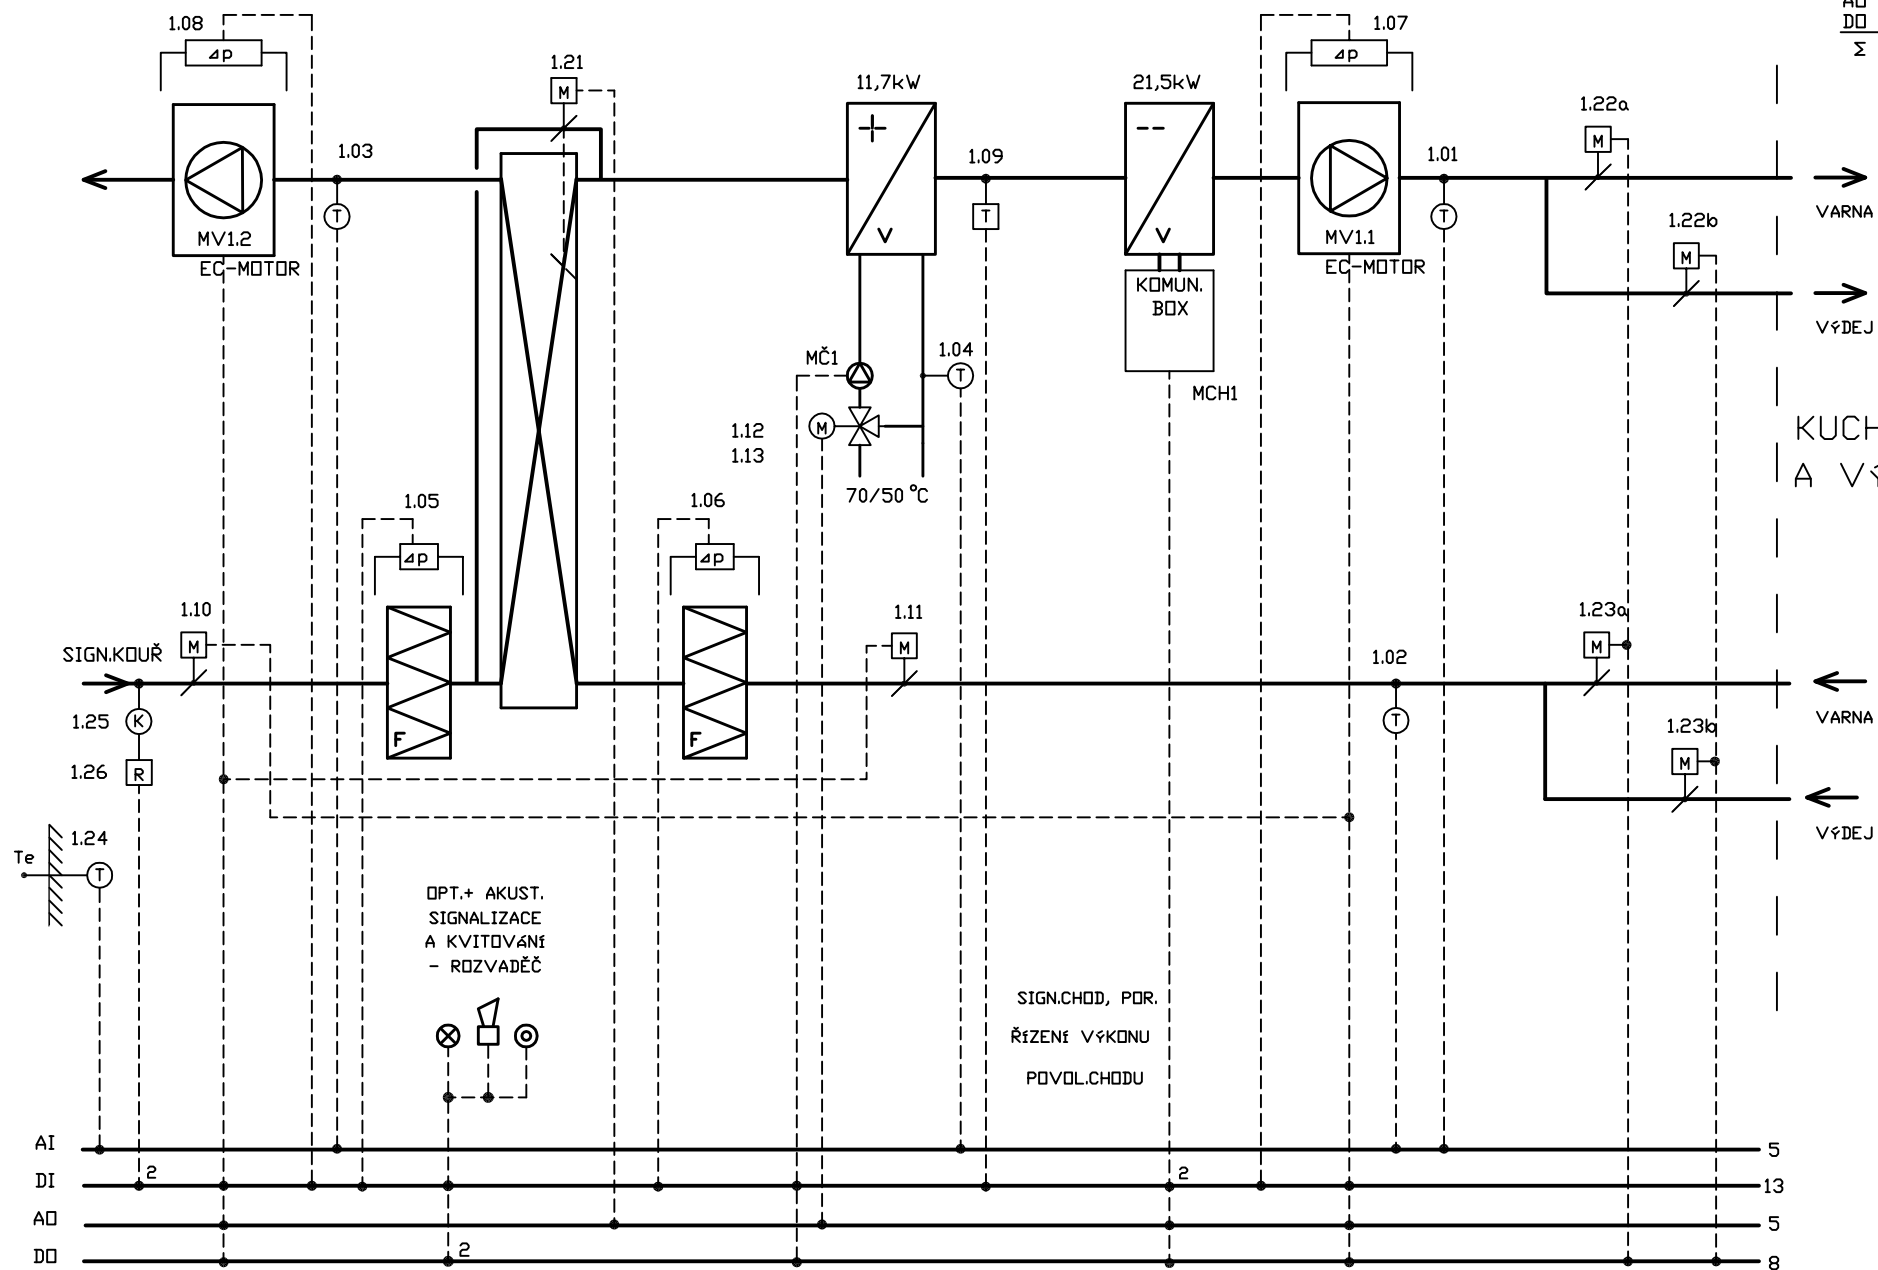 1.08
Δp
MV1.2
EC-MOTOR
1.03
T
1.21
M
11,7kW
+
V
1.09
T
21,5kW
--
V
KOMUN.
BOX
MCH1
1.07
Δp
MV1.1
EC-MOTOR
1.01
T
1.22a
M
1.22b
M
DO
Σ
VARNA
VÝDEJ
MČ1
1.04
T
M
1.12
1.13
70/50 °C
KUCH
A VÝ
1.05
Δp
F
1.06
Δp
F
1.10
M
SIGN.KOUŘ
1.25
K
1.26
R
1.11
M
1.02
T
1.23a
M
1.23b
M
VARNA
VÝDEJ
1.24
Te
T
OPT.+ AKUST.
SIGNALIZACE
A KVITOVÁNÍ
- ROZVADĚČ
SIGN.CHOD, POR.
ŘÍZENÍ VÝKONU
POVOL.CHODU
AI 5
DI 2 2 13
AO 5
DO 2 8